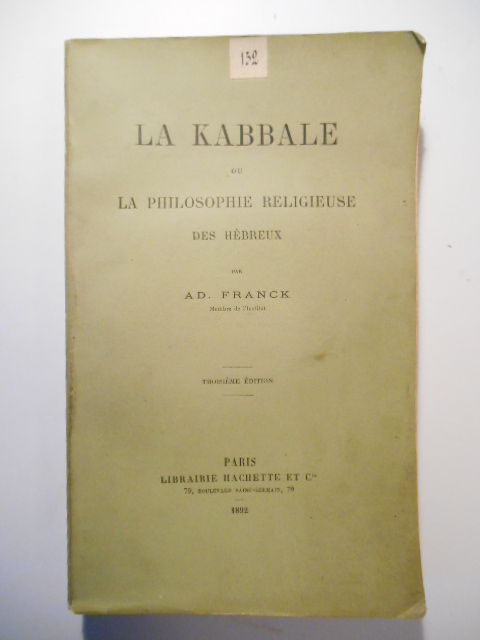 152
LA KABBALE
OU
LA PHILOSOPHIE RELIGIEUSE
DES HÉBREUX
PAR
AD. FRANCK
Membre de l'Institut
TROISIÈME ÉDITION
PARIS
LIBRAIRIE HACHETTE ET Cie
79, BOULEVARD SAINT-GERMAIN, 79
1892